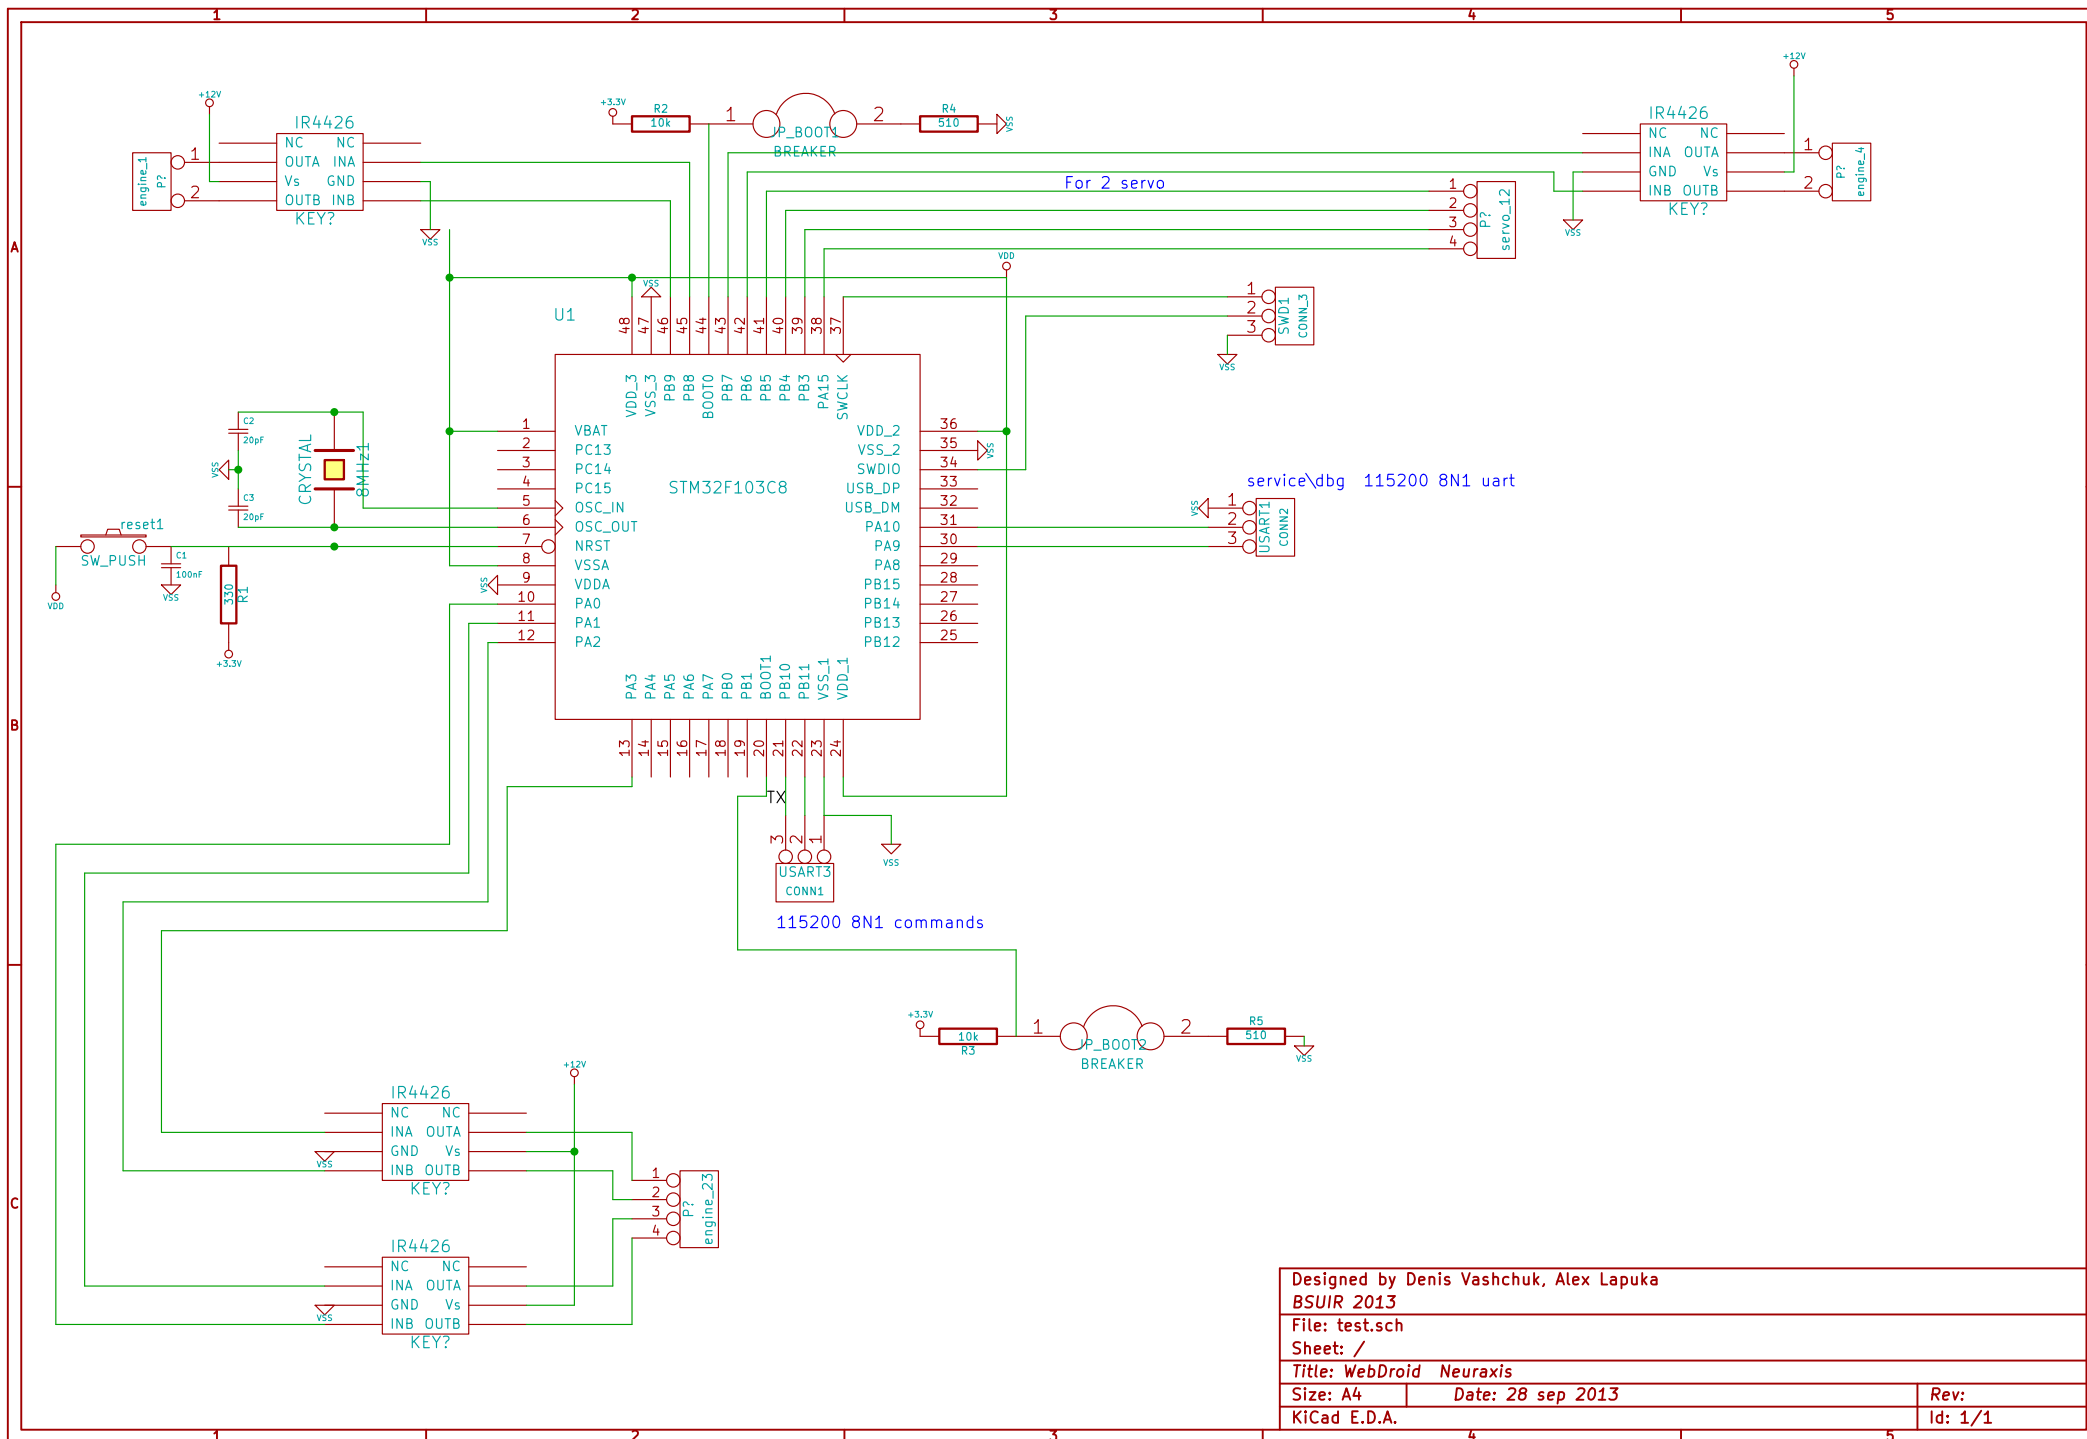 1 2 3 4 5
+12V
IR4426
NC NC
OUTA INA
Vs GND
OUTB INB
KEY?
engine_1
P?
1
2
VSS
+3.3V
R2
10k
1
JP_BOOT1
BREAKER
2
R4
510
VSS
+12V
IR4426
NC NC
INA OUTA
GND Vs
INB OUTB
KEY?
VSS
1
2
P?
engine_4
For 2 servo
1
2
3
4
P?
servo_12
A
VDD
VSS
U1
48 47 46 45 44 43 42 41 40 39 38 37
VDD_3 VSS_3 PB9 PB8 BOOT0 PB7 PB6 PB5 PB4 PB3 PA15 SWCLK
1
2
3
SWD1
CONN_3
VSS
STM32F103C8
1 VBAT
2 PC13
3 PC14
4 PC15
5 OSC_IN
6 OSC_OUT
7 NRST
8 VSSA
9 VDDA
10 PA0
11 PA1
12 PA2
VSS
VDD_2 36
VSS_2 35
SWDIO 34
USB_DP 33
USB_DM 32
PA10 31
PA9 30
PA8 29
PB15 28
PB14 27
PB13 26
PB12 25
VSS
C2
20pF
VSS
C3
20pF
CRYSTAL
8MHz1
reset1
SW_PUSH
VDD
C1
100nF
VSS
330
R1
+3.3V
service\dbg  115200 8N1 uart
VSS
1
2
3
USART1
CONN2
B
PA3 PA4 PA5 PA6 PA7 PB0 PB1 BOOT1 PB10 PB11 VSS_1 VDD_1
13 14 15 16 17 18 19 20 21 22 23 24
TX
3 2 1
USART3
CONN1
VSS
115200 8N1 commands
+3.3V
10k
R3
1
JP_BOOT2
BREAKER
2
R5
510
VSS
C
+12V
IR4426
NC NC
INA OUTA
GND Vs
INB OUTB
KEY?
VSS
1
2
3
4
P?
engine_23
IR4426
NC NC
INA OUTA
GND Vs
INB OUTB
KEY?
VSS
Designed by Denis Vashchuk, Alex Lapuka
BSUIR 2013
File: test.sch
Sheet: /
Title: WebDroid  Neuraxis
Size: A4 Date: 28 sep 2013 Rev:
KiCad E.D.A. Id: 1/1
1 2 3 4 5